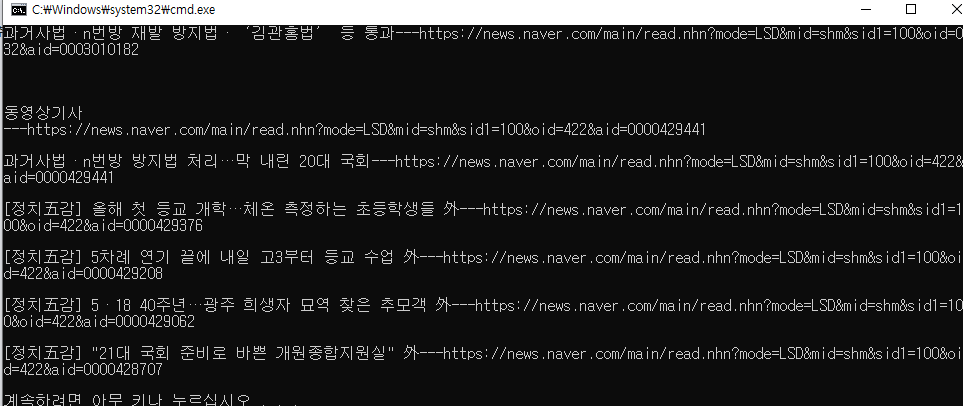 C:₩Windows₩system32₩cmd.exe
과거사법·n번방 재발 방지법· ‘김관홍법’ 등 통과---https://news.naver.com/main/read.nhn?mode=LSD&mid=shm&sid1=100&oid=0
32&aid=0003010182
동영상기사
---https://news.naver.com/main/read.nhn?mode=LSD&mid=shm&sid1=100&oid=422&aid=0000429441
과거사법·n번방 방지법 처리…막 내린 20대 국회---https://news.naver.com/main/read.nhn?mode=LSD&mid=shm&sid1=100&oid=422&
aid=0000429441
[정치五감] 올해 첫 등교 개학…체온 측정하는 초등학생들 外---https://news.naver.com/main/read.nhn?mode=LSD&mid=shm&sid1=1
00&oid=422&aid=0000429376
[정치五감] 5차례 연기 끝에 내일 고3부터 등교 수업 外---https://news.naver.com/main/read.nhn?mode=LSD&mid=shm&sid1=100&oi
d=422&aid=0000429208
[정치五감] 5·18 40주년…광주 희생자 묘역 찾은 추모객 外---https://news.naver.com/main/read.nhn?mode=LSD&mid=shm&sid1=10
0&oid=422&aid=0000429062
[정치五감] "21대 국회 준비로 바쁜 개원종합지원실" 外---https://news.naver.com/main/read.nhn?mode=LSD&mid=shm&sid1=100&oi
d=422&aid=0000428707
계속하려면 아무 키나 누르십시오 . . .